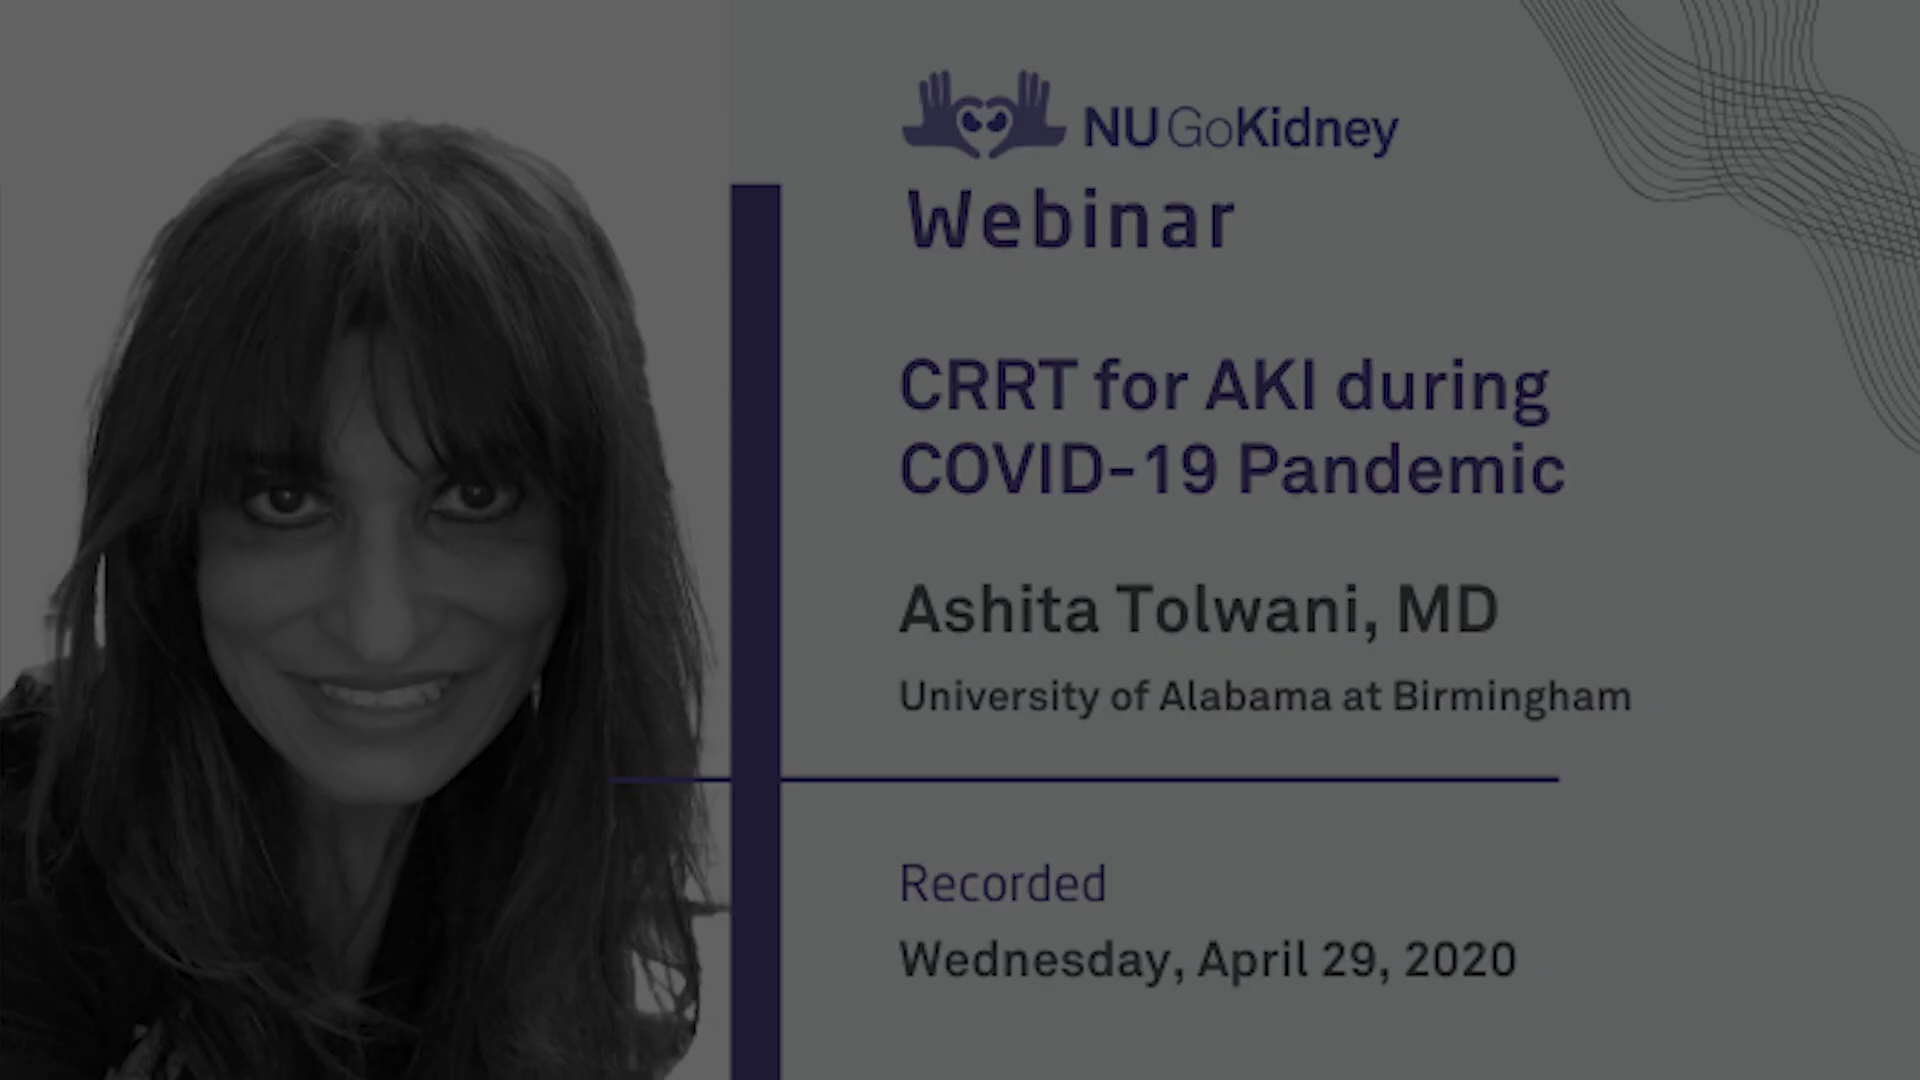 NU GoKidney
Webinar
CRRT for AKI during
COVID-19 Pandemic
Ashita Tolwani, MD
University of Alabama at Birmingham
Recorded
Wednesday, April 29, 2020